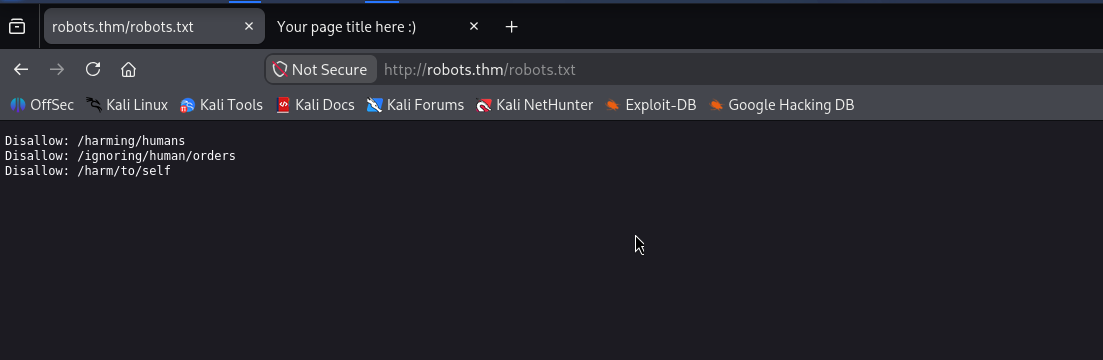 robots.thm/robots.txt
Your page title here :)
Not Secure
http://robots.thm/robots.txt
OffSec
Kali Linux
Kali Tools
Kali Docs
Kali Forums
Kali NetHunter
Exploit-DB
Google Hacking DB
Disallow: /harming/humans
Disallow: /ignoring/human/orders
Disallow: /harm/to/self